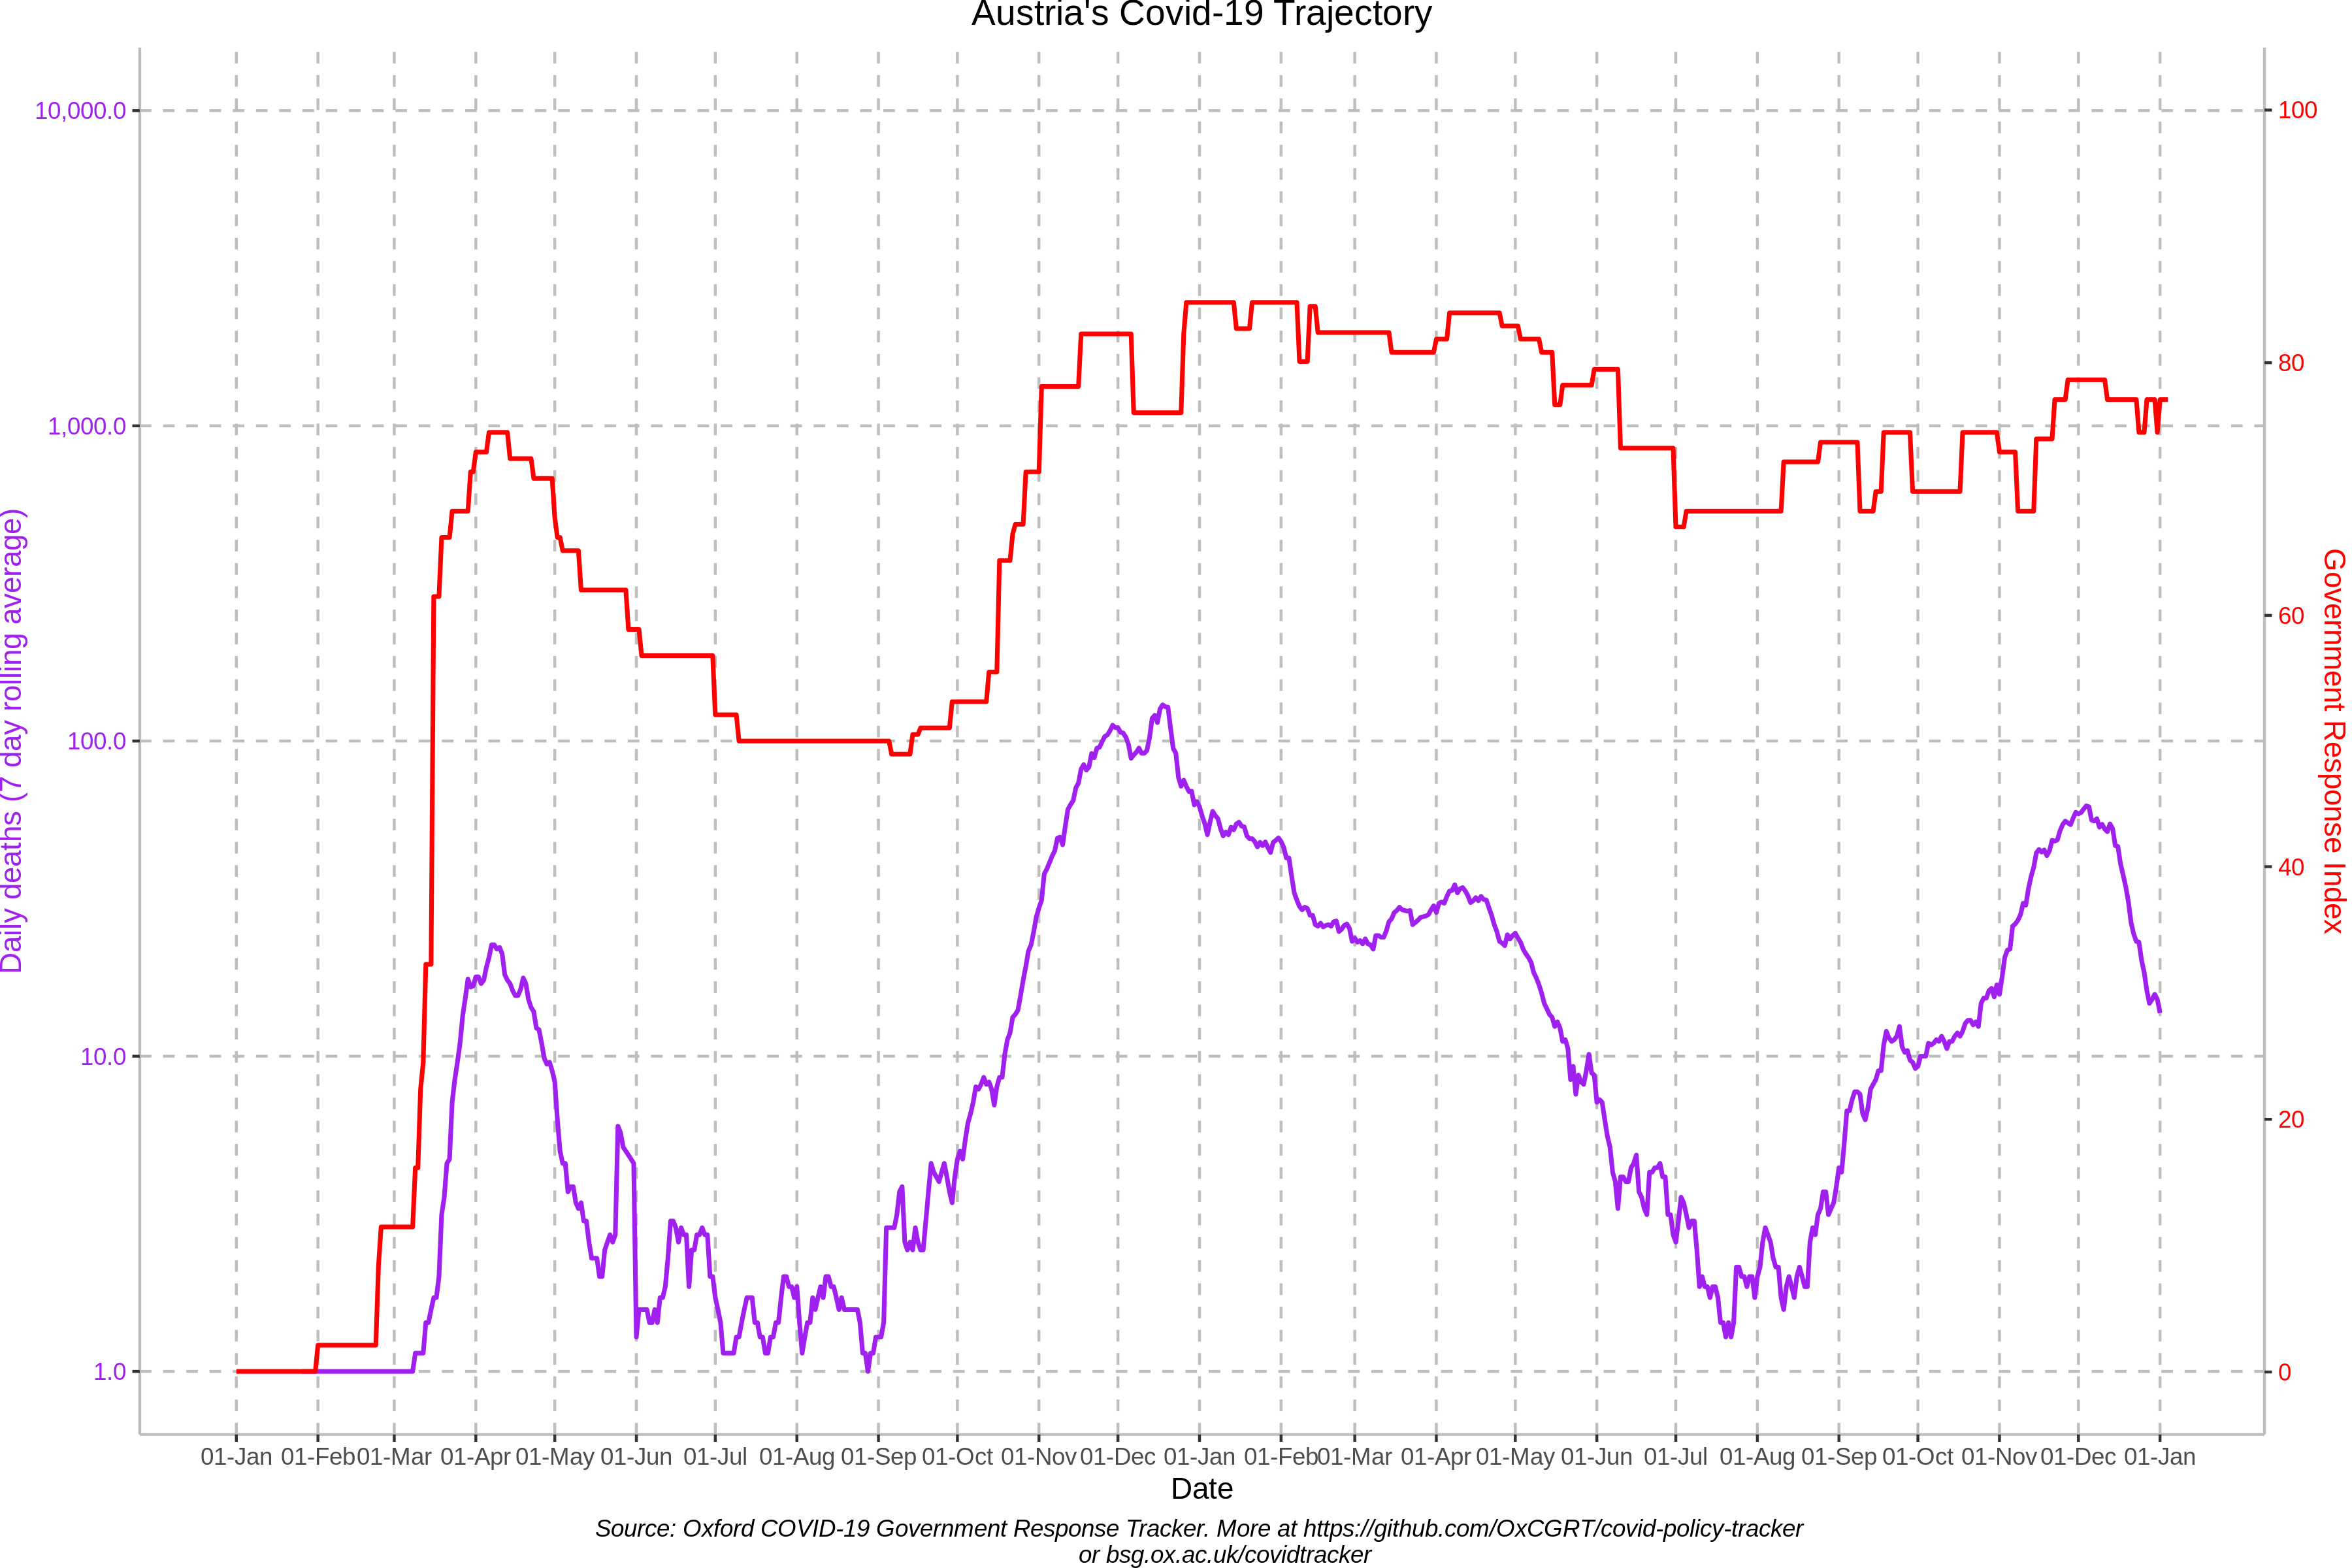 Austria's Covid-19 Trajectory
10,000.0
1,000.0
100.0
10.0
1.0
Daily deaths (7 day rolling average)
100
80
60
40
20
0
Government Response Index
01-Jan 01-Feb 01-Mar 01-Apr 01-May 01-Jun 01-Jul 01-Aug 01-Sep 01-Oct 01-Nov 01-Dec 01-Jan 01-Feb 01-Mar 01-Apr 01-May 01-Jun 01-Jul 01-Aug 01-Sep 01-Oct 01-Nov 01-Dec 01-Jan
Date
Source: Oxford COVID-19 Government Response Tracker. More at https://github.com/OxCGRT/covid-policy-tracker
or bsg.ox.ac.uk/covidtracker